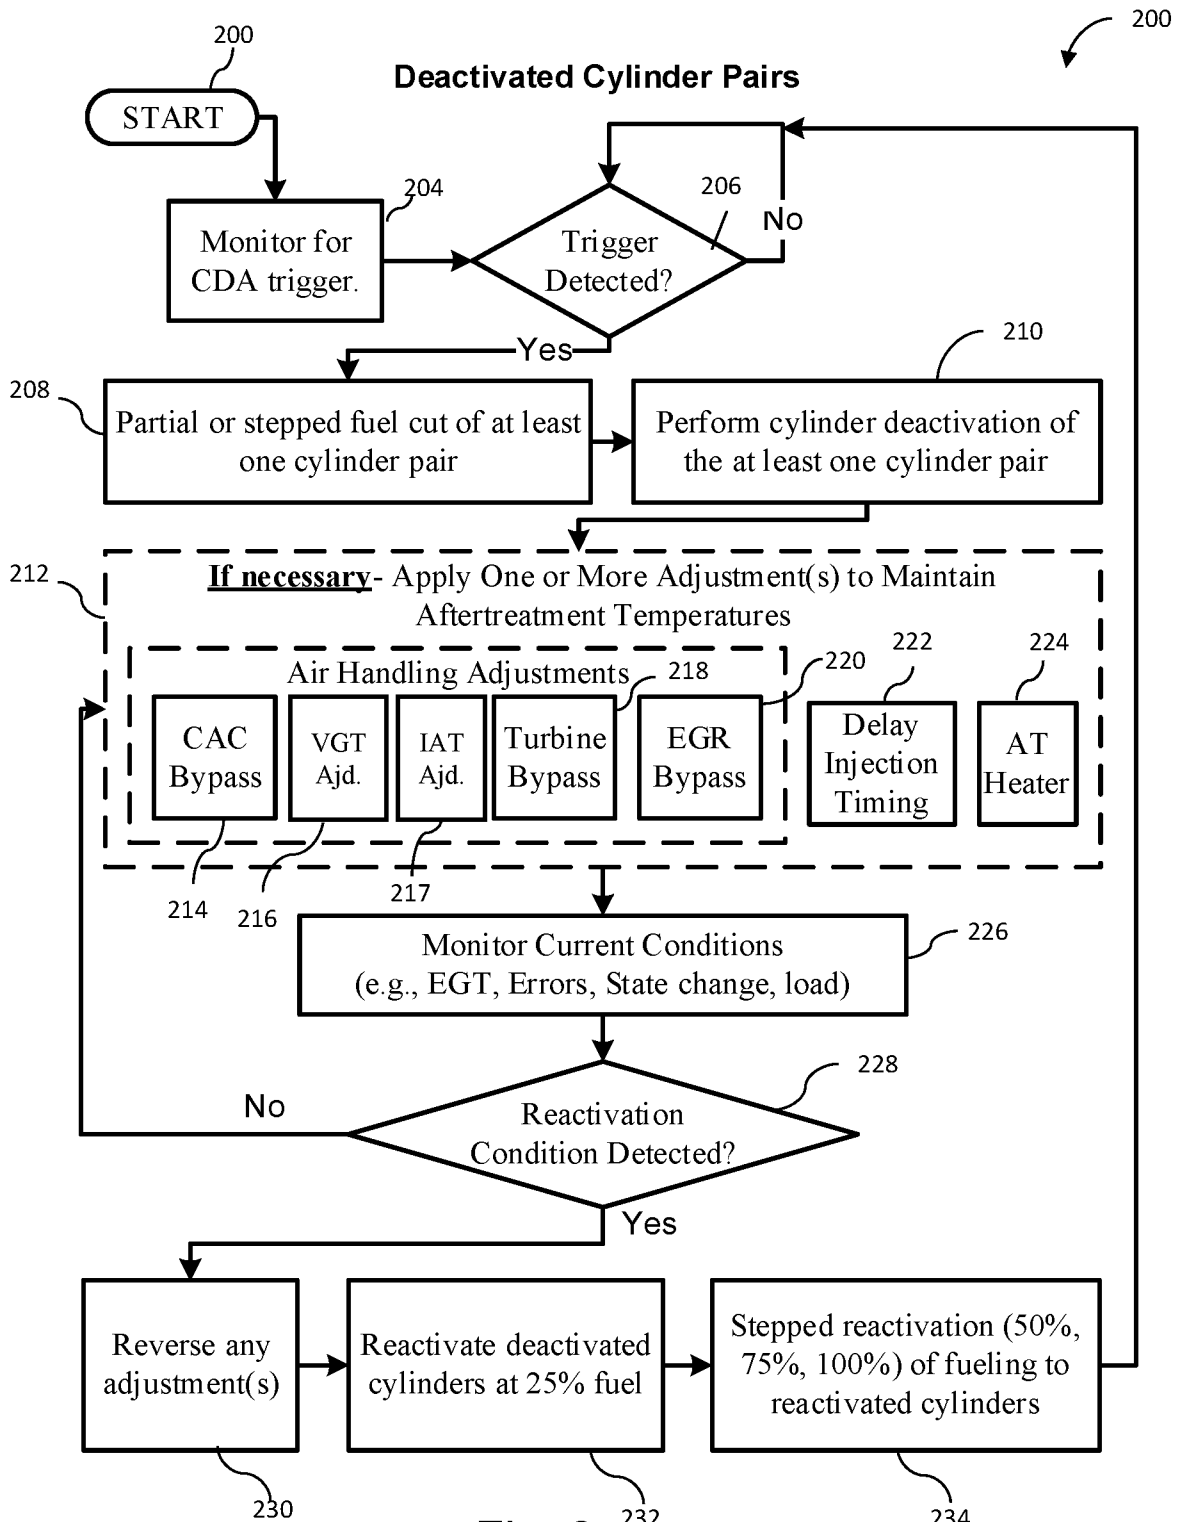 200
200
Deactivated Cylinder Pairs
START
204
206
Monitor for
CDA trigger.
Trigger
Detected?
No
Yes
210
208
Partial or stepped fuel cut of at least
one cylinder pair
Perform cylinder deactivation of
the at least one cylinder pair
212
If necessary- Apply One or More Adjustment(s) to Maintain
Aftertreatment Temperatures
Air Handling Adjustments
218
220
222
224
CAC
Bypass
VGT
Ajd.
IAT
Ajd.
Turbine
Bypass
EGR
Bypass
Delay
Injection
Timing
AT
Heater
214
216
217
Monitor Current Conditions
(e.g., EGT, Errors, State change, load)
226
228
Reactivation
Condition Detected?
No
Yes
Reverse any
adjustment(s)
Reactivate deactivated
cylinders at 25% fuel
Stepped reactivation (50%,
75%, 100%) of fueling to
reactivated cylinders
230
232
234